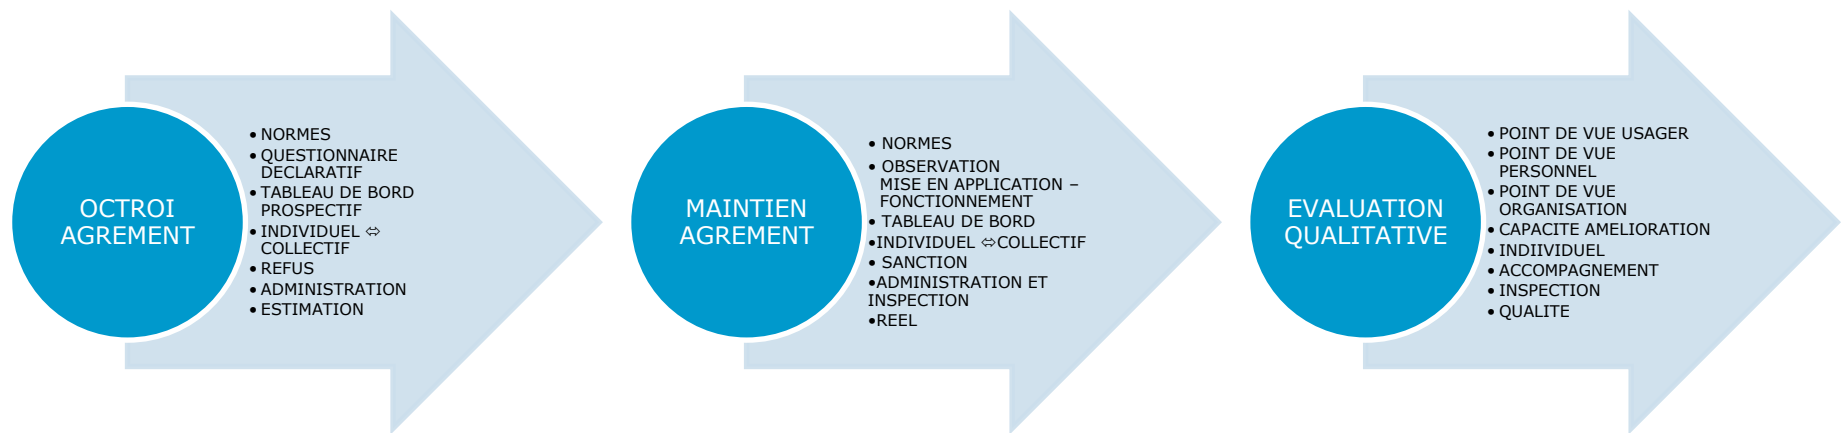 OCTROI
AGREMENT
• NORMES
• QUESTIONNAIRE
DECLARATIF
• TABLEAU DE BORD
PROSPECTIF
• INDIVIDUEL ⇔
COLLECTIF
• REFUS
• ADMINISTRATION
• ESTIMATION
MAINTIEN
AGREMENT
• NORMES
• OBSERVATION
MISE EN APPLICATION –
FONCTIONNEMENT
• TABLEAU DE BORD
•INDIVIDUEL ⇔COLLECTIF
• SANCTION
•ADMINISTRATION ET
INSPECTION
•REEL
EVALUATION
QUALITATIVE
• POINT DE VUE USAGER
• POINT DE VUE
PERSONNEL
• POINT DE VUE
ORGANISATION
• CAPACITE AMELIORATION
• INDIVIDUEL
• ACCOMPAGNEMENT
• INSPECTION
• QUALITE